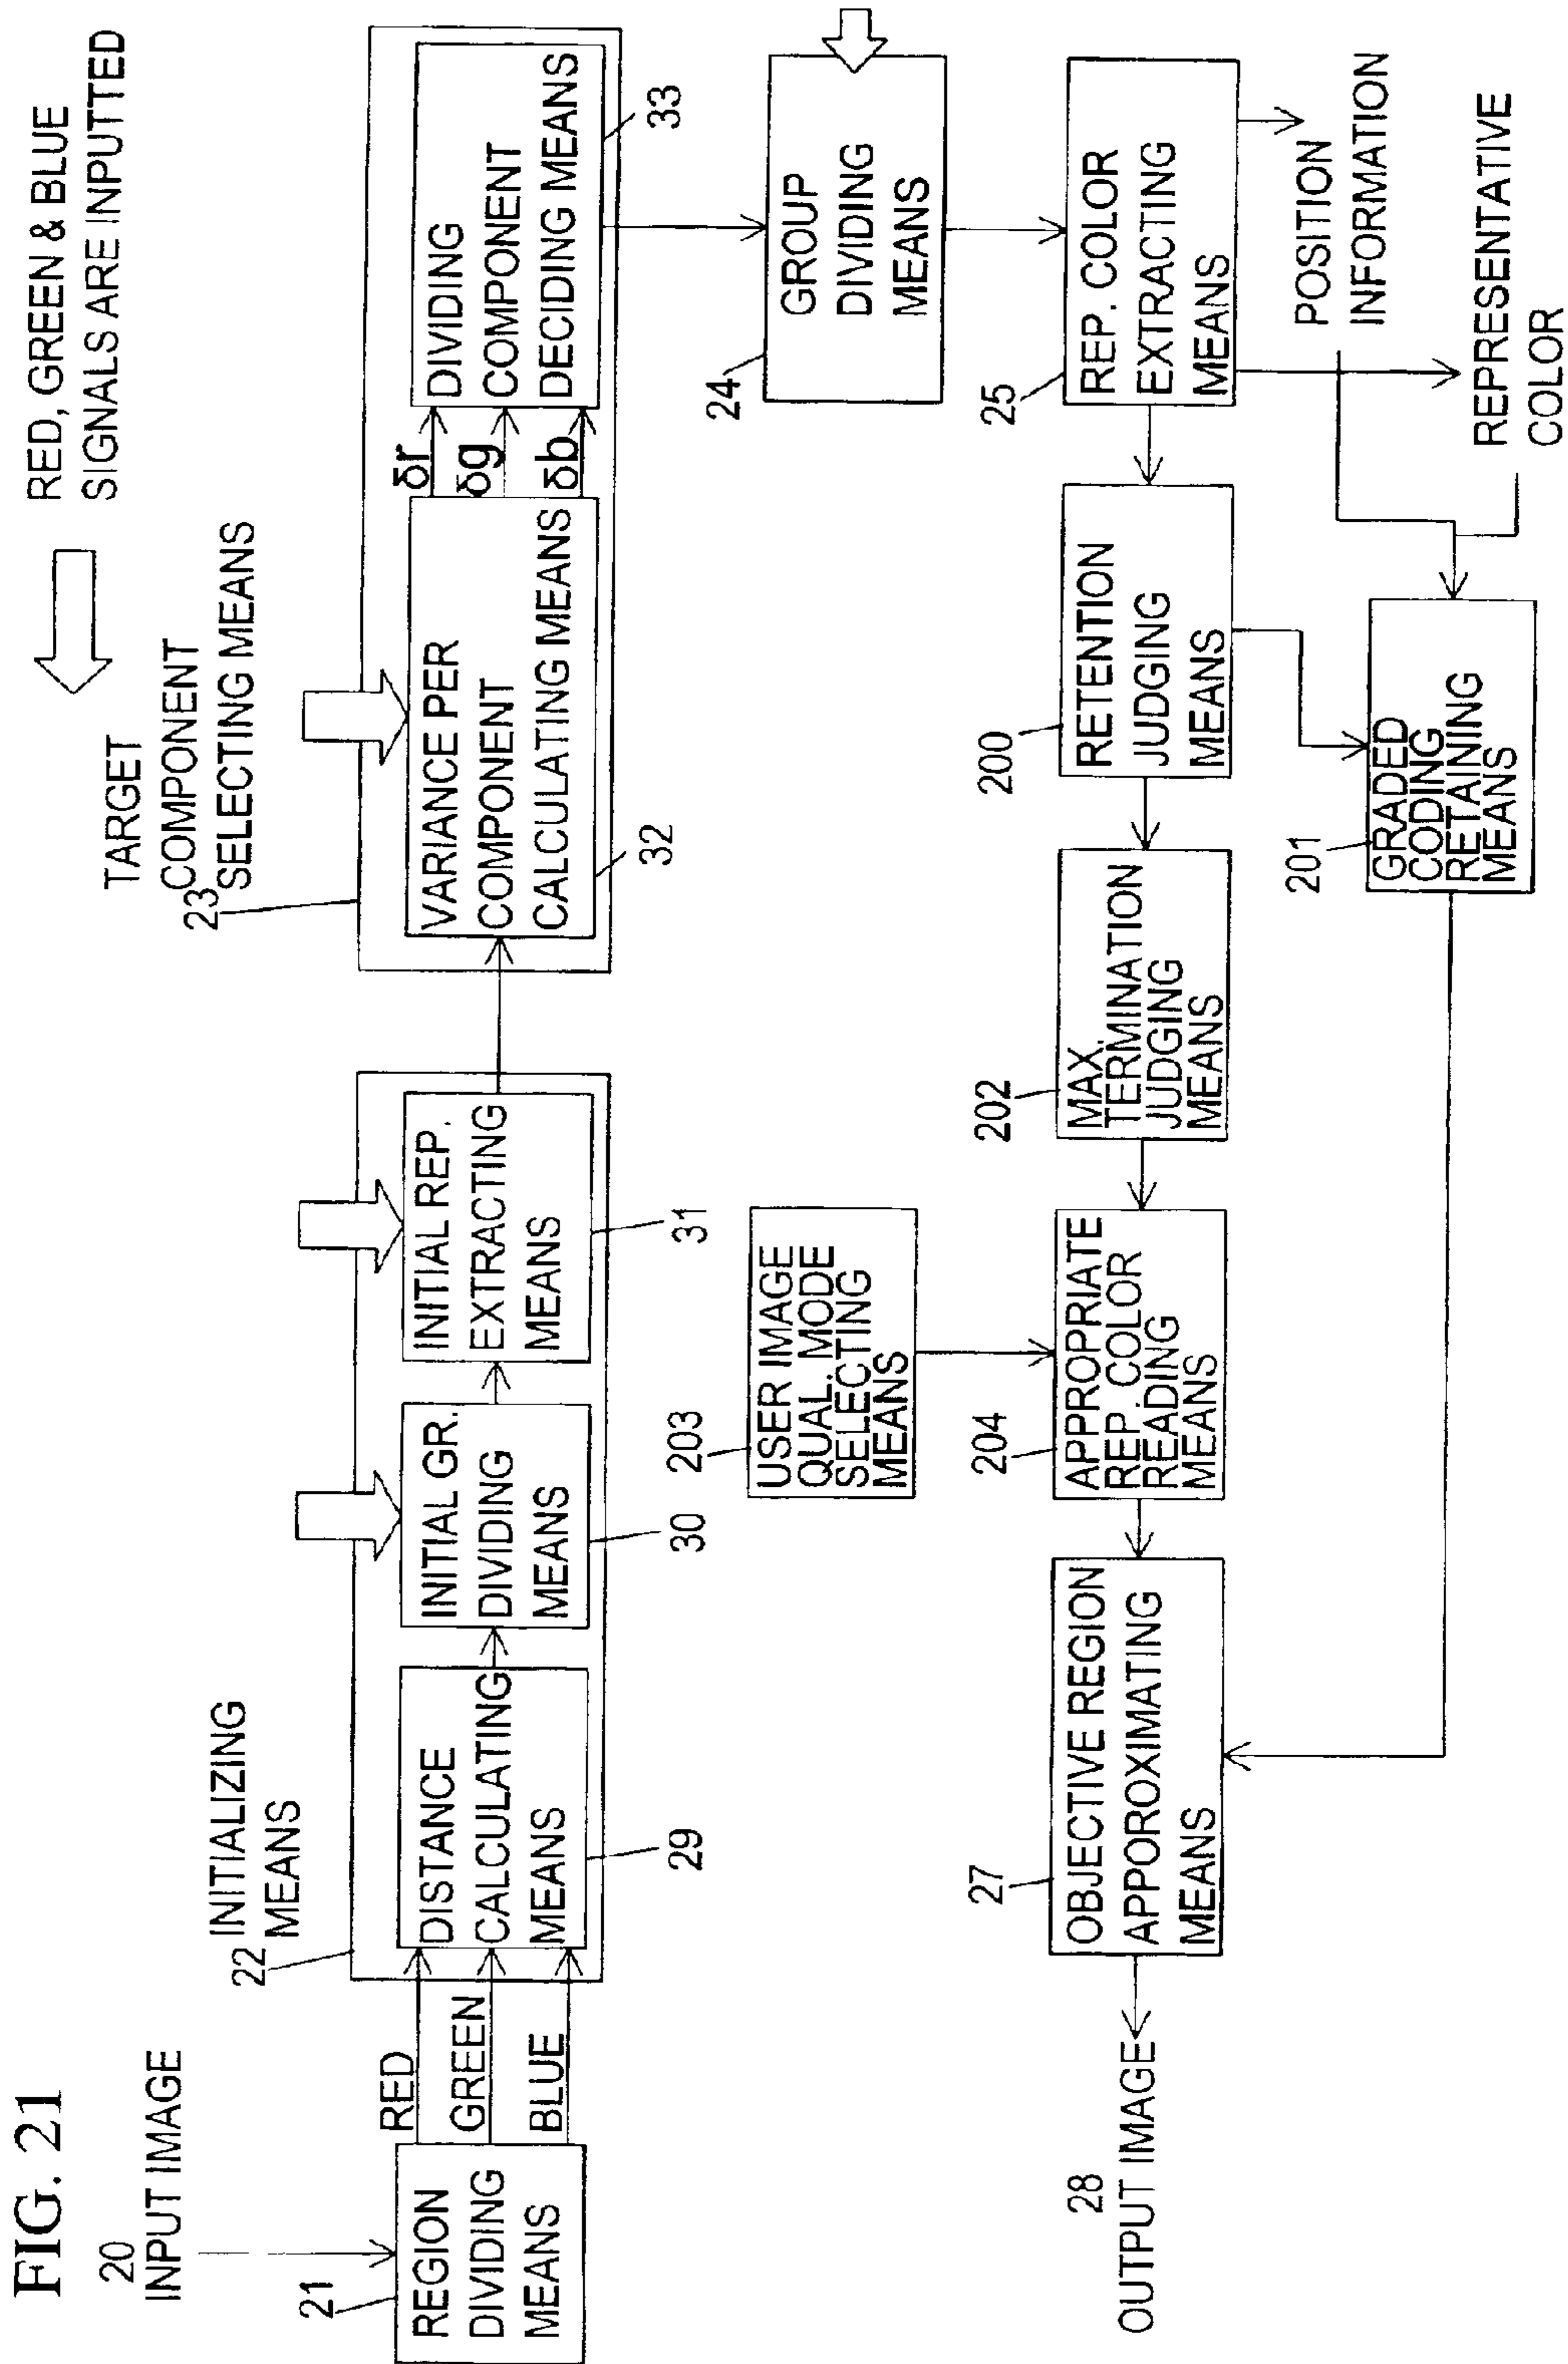 FIG. 21
20
INPUT IMAGE
21
REGION
DIVIDING
MEANS
RED
GREEN
BLUE
22
INITIALIZING
MEANS
DISTANCE
CALCULATING
MEANS
29
INITIAL GR.
DIVIDING
MEANS
30
INITIAL REP.
EXTRACTING
MEANS
31
TARGET
COMPONENT
SELECTING MEANS
23
VARIANCE PER
COMPONENT
CALCULATING MEANS
32
δr
δg
δb
DIVIDING
COMPONENT
DECIDING MEANS
33
RED, GREEN & BLUE
SIGNALS ARE INPUTTED
24
GROUP
DIVIDING
MEANS
25
REP. COLOR
EXTRACTING
MEANS
POSITION
INFORMATION
REPRESENTATIVE
COLOR
200
RETENTION
JUDGING
MEANS
201
GRADED
CODING
RETAINING
MEANS
202
MAX.
TERMINATION
JUDGING
MEANS
203
USER IMAGE
QUAL. MODE
SELECTING
MEANS
204
APPROPRIATE
REP. COLOR
READING
MEANS
27
OBJECTIVE REGION
APPOROXIMATING
MEANS
28
OUTPUT IMAGE